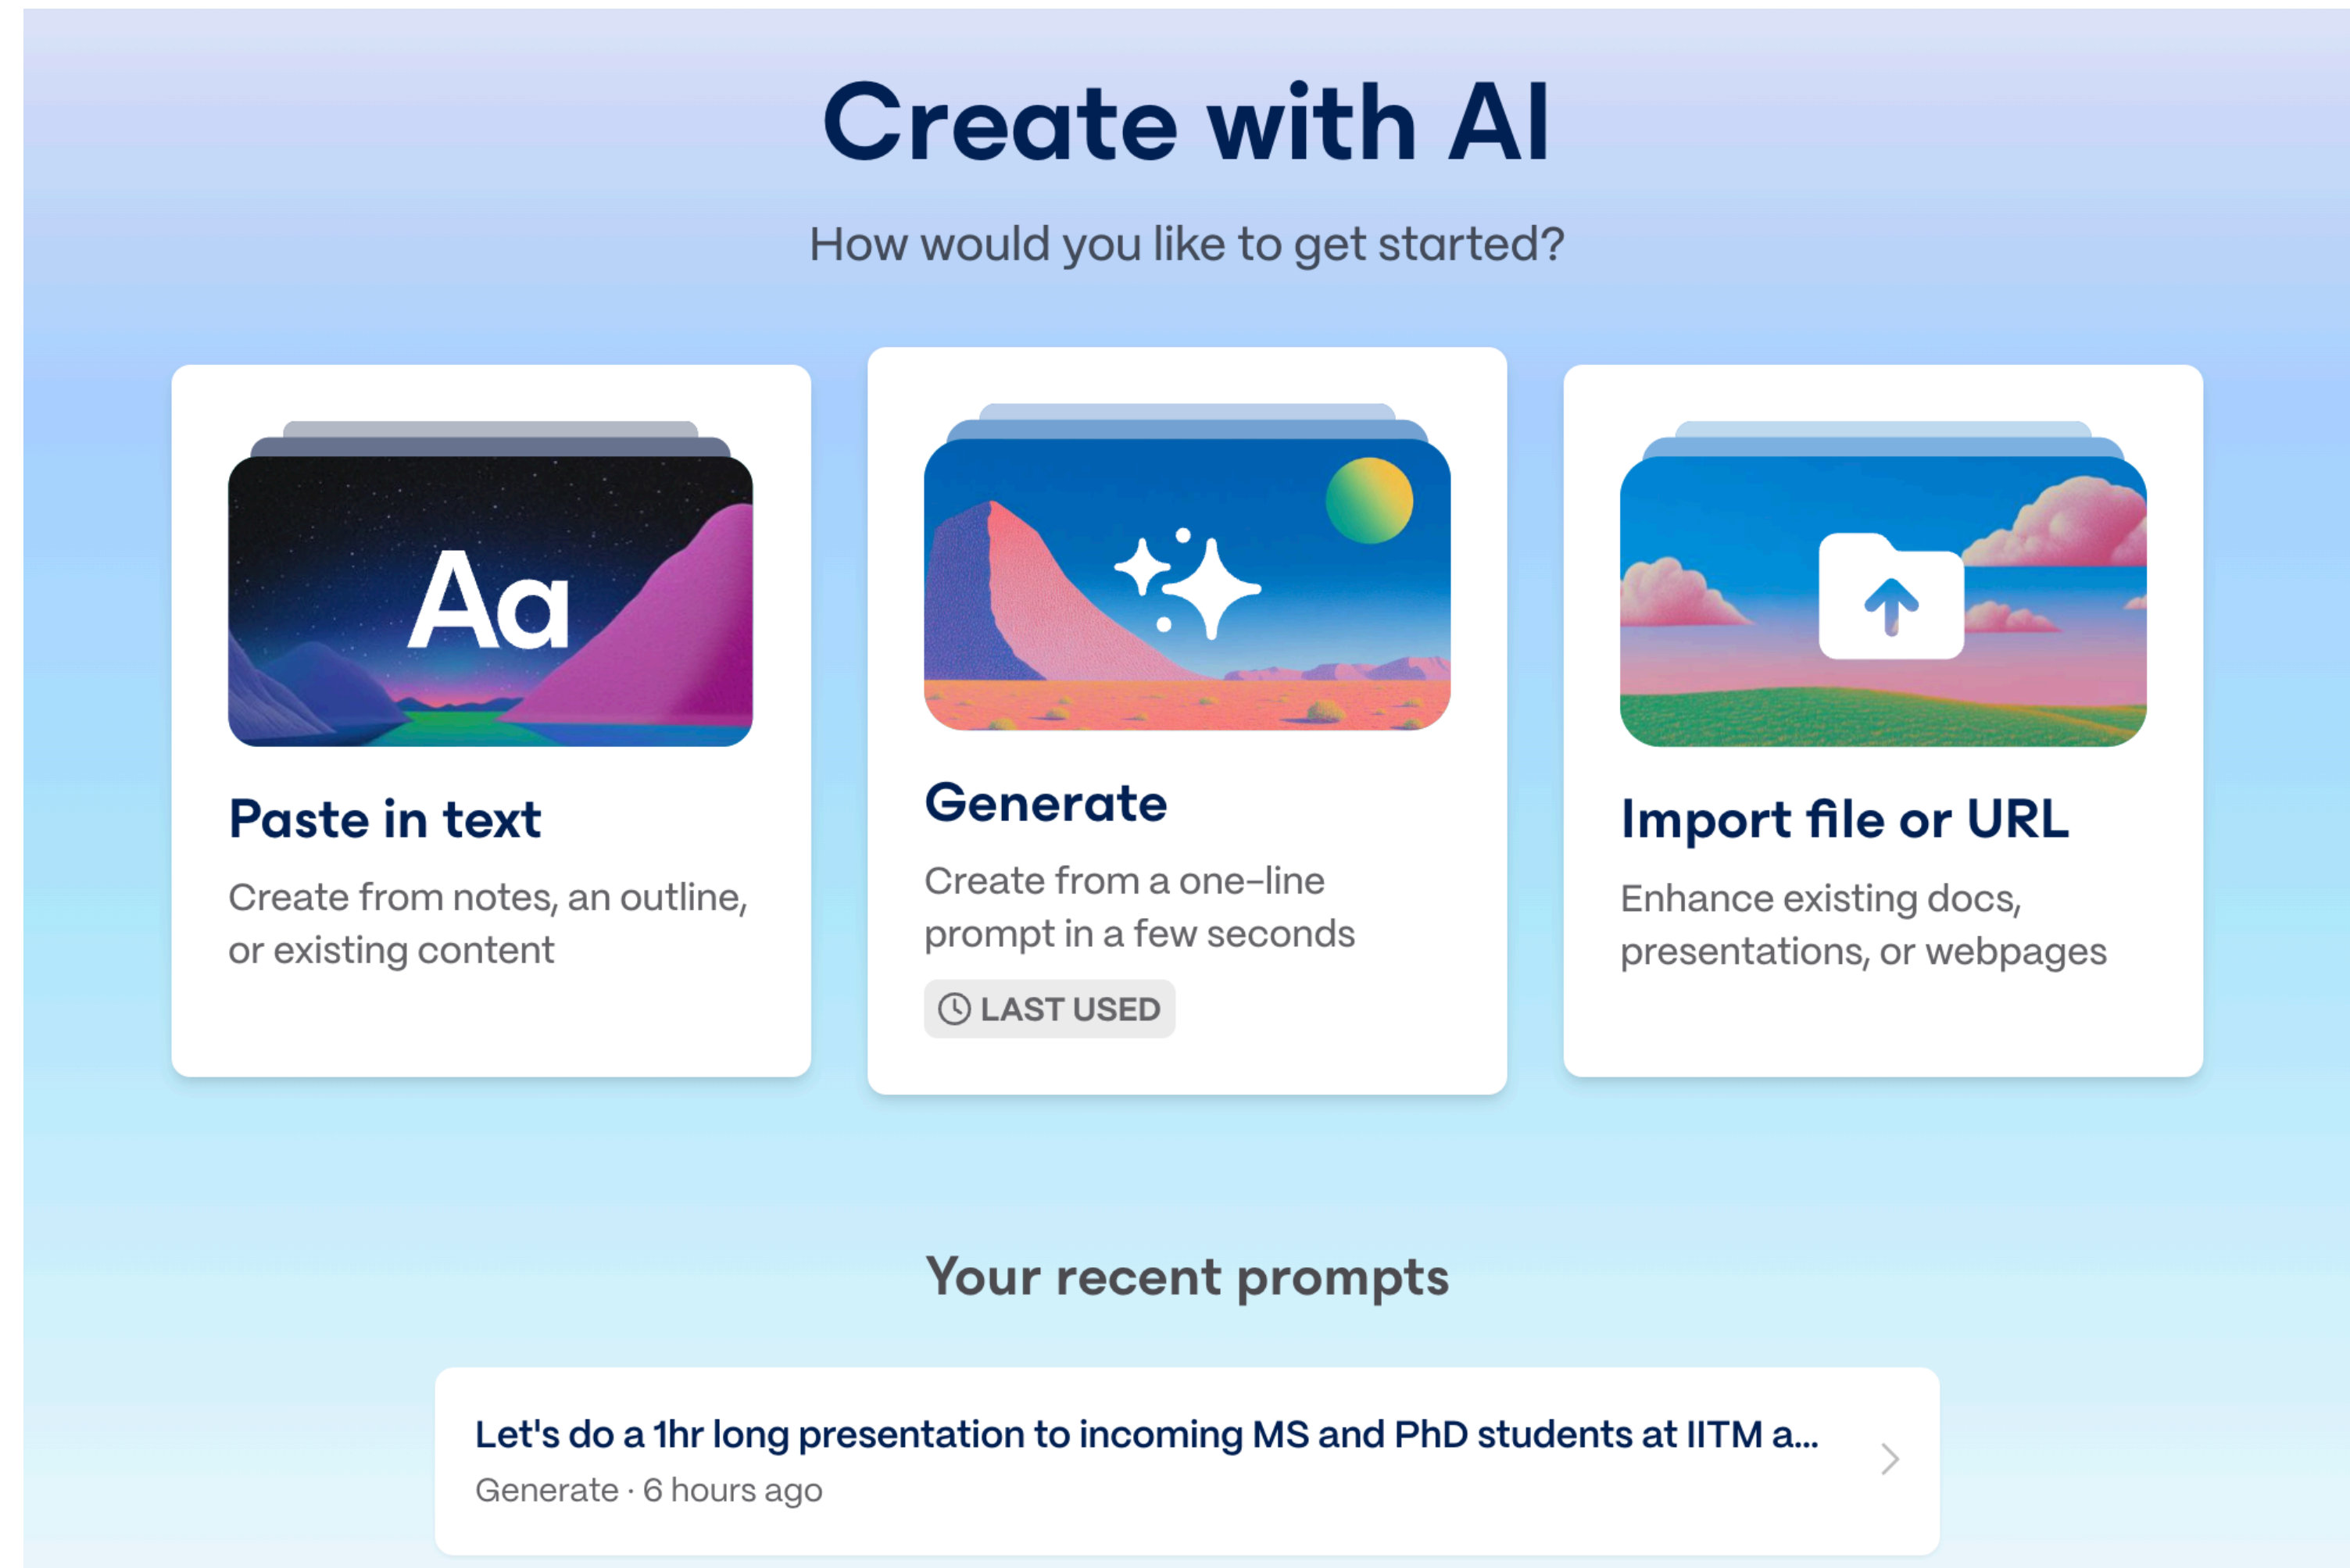 Create with AI
How would you like to get started?
Aa
Paste in text
Create from notes, an outline,
or existing content
Generate
Create from a one-line
prompt in a few seconds
LAST USED
Import file or URL
Enhance existing docs,
presentations, or webpages
Your recent prompts
Let's do a 1hr long presentation to incoming MS and PhD students at IITM a...
Generate · 6 hours ago